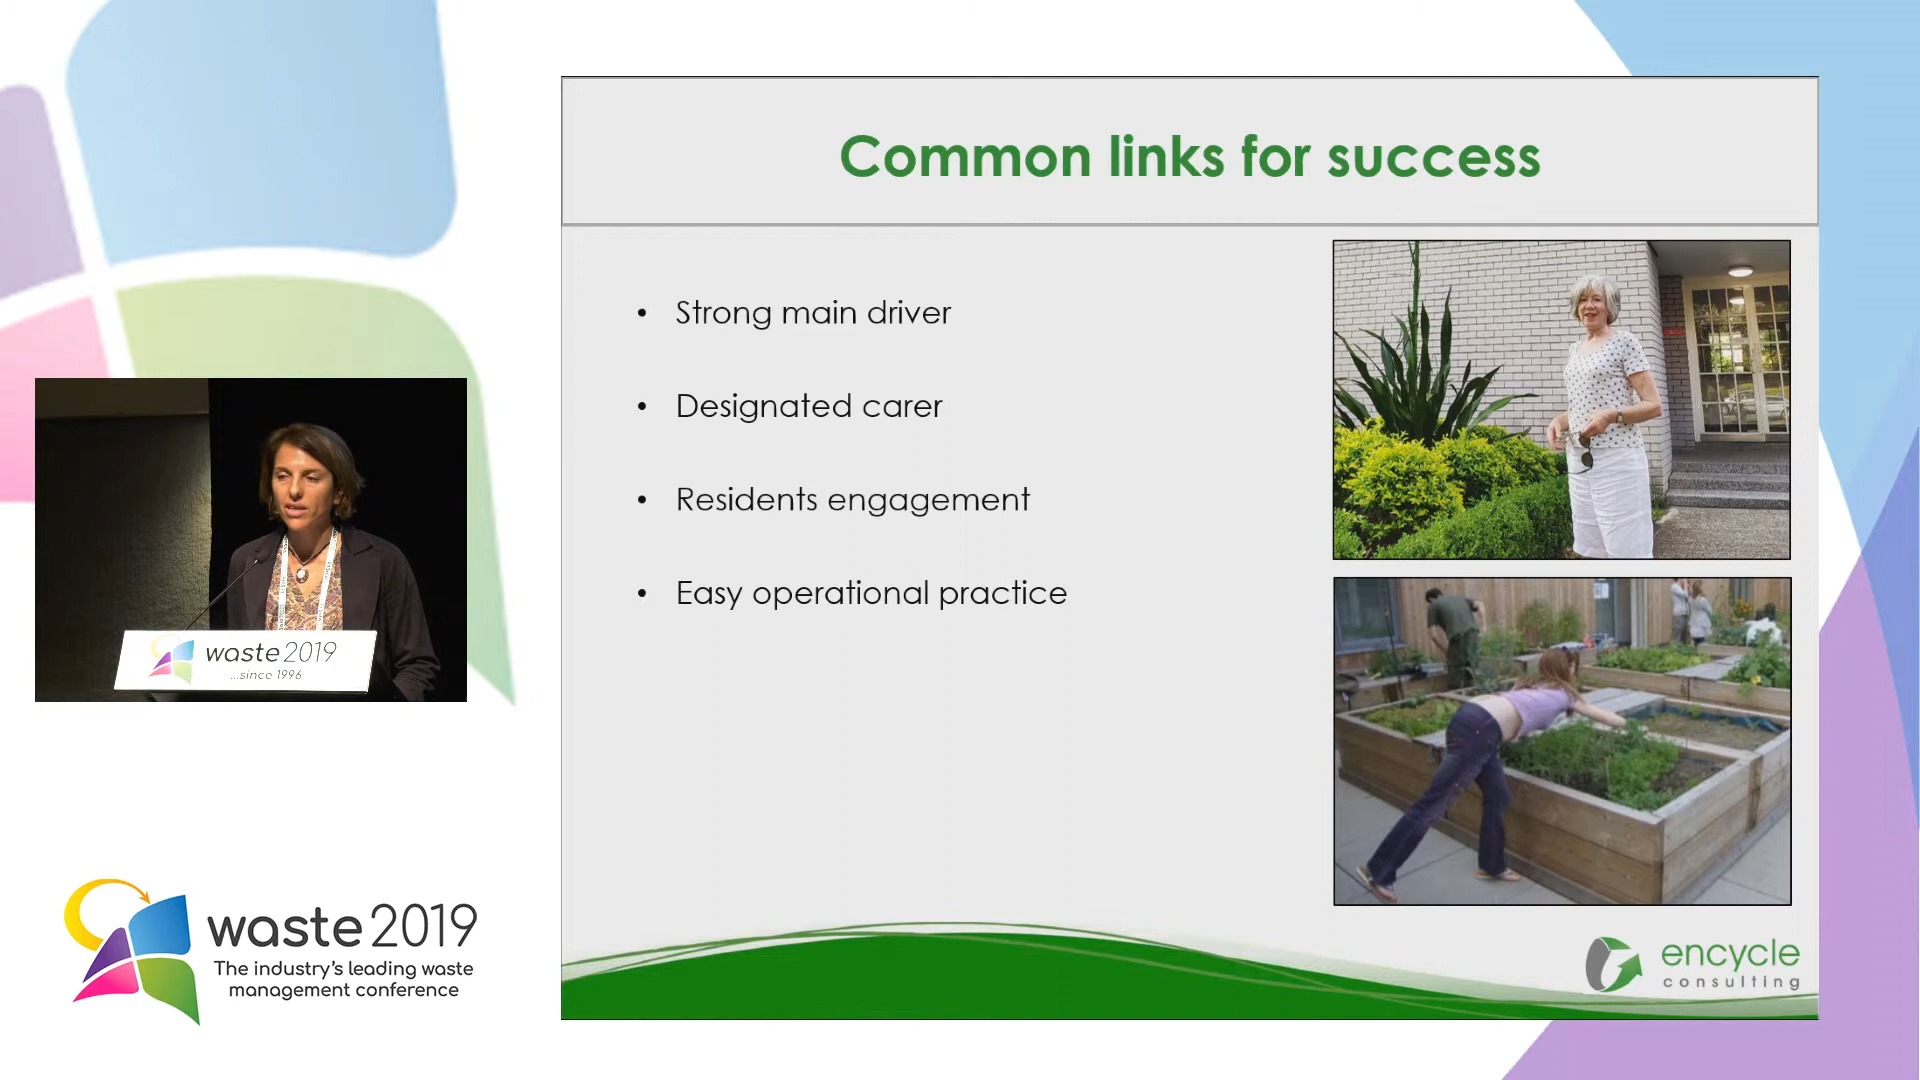 Common links for success
• Strong main driver
• Designated carer
• Residents engagement
• Easy operational practice
encycle
consulting
waste 2019
...since 1996
waste 2019
The industry's leading waste
management conference